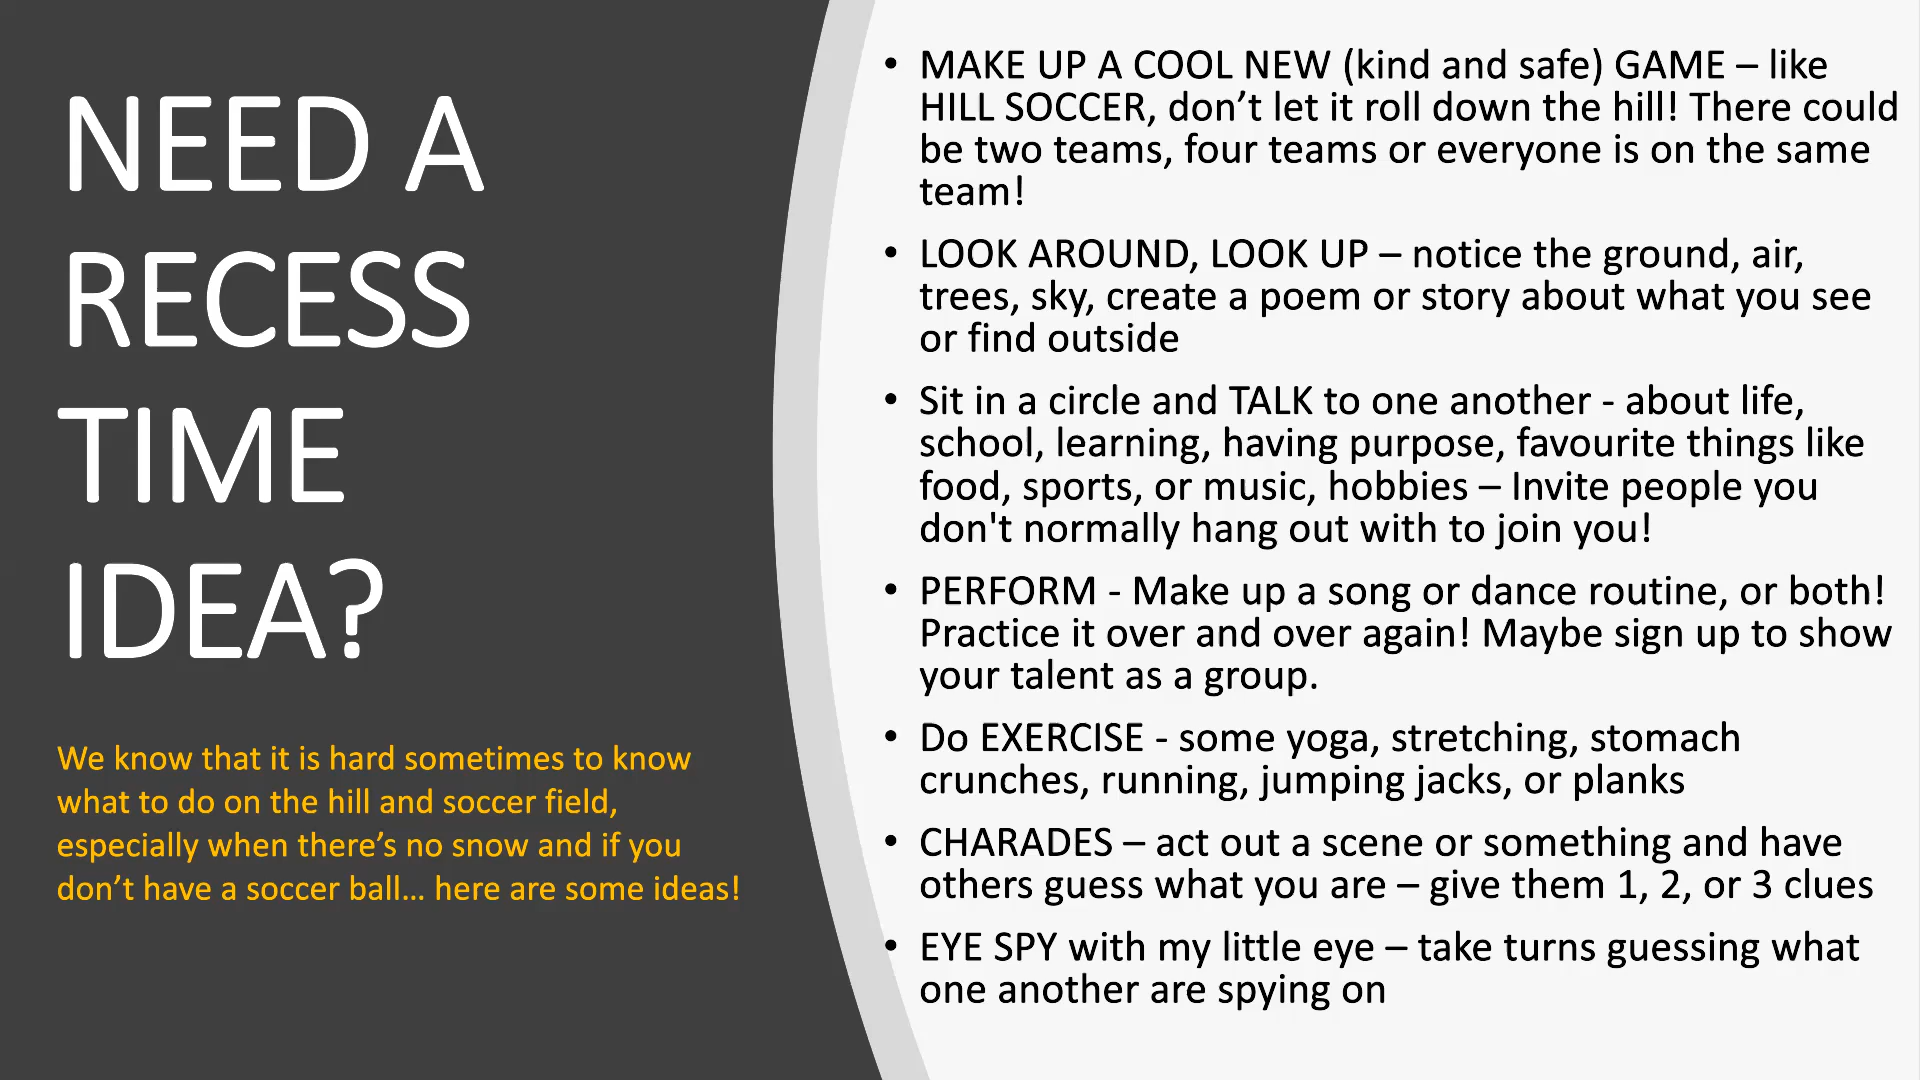 NEED A
RECESS
TIME
IDEA?
We know that it is hard sometimes to know
what to do on the hill and soccer field,
especially when there’s no snow and if you
don’t have a soccer ball... here are some ideas!
• MAKE UP A COOL NEW (kind and safe) GAME – like
HILL SOCCER, don’t let it roll down the hill! There could
be two teams, four teams or everyone is on the same
team!
• LOOK AROUND, LOOK UP – notice the ground, air,
trees, sky, create a poem or story about what you see
or find outside
• Sit in a circle and TALK to one another - about life,
school, learning, having purpose, favourite things like
food, sports, or music, hobbies – Invite people you
don't normally hang out with to join you!
• PERFORM - Make up a song or dance routine, or both!
Practice it over and over again! Maybe sign up to show
your talent as a group.
• Do EXERCISE - some yoga, stretching, stomach
crunches, running, jumping jacks, or planks
• CHARADES – act out a scene or something and have
others guess what you are – give them 1, 2, or 3 clues
• EYE SPY with my little eye – take turns guessing what
one another are spying on